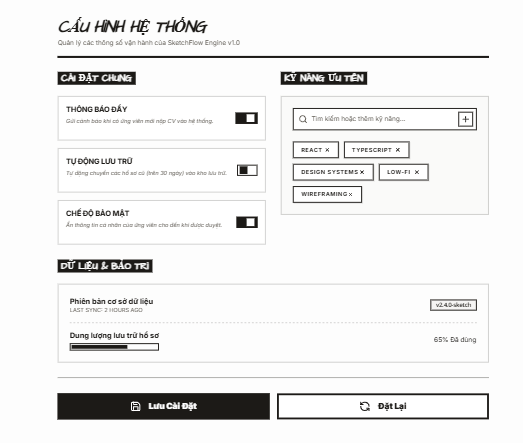 CẤU HÌNH HỆ THỐNG
Quản lý các thông số vận hành của SketchFlow Engine v1.0
CÀI ĐẶT CHUNG
THÔNG BÁO ĐẨY
Gửi cảnh báo khi có ứng viên mới nộp CV vào hệ thống.
TỰ ĐỘNG LƯU TRỮ
Tự động chuyển các hồ sơ cũ (trên 30 ngày) vào kho lưu trữ.
CHẾ ĐỘ BẢO MẬT
Ẩn thông tin cá nhân của ứng viên cho đến khi được duyệt.
KỸ NĂNG ƯU TIÊN
Tìm kiếm hoặc thêm kỹ năng...
REACT ×
TYPESCRIPT ×
DESIGN SYSTEMS ×
LOW-FI ×
WIREFRAMING ×
DỮ LIỆU & BẢO TRÌ
Phiên bản cơ sở dữ liệu
LAST SYNC: 2 HOURS AGO
v2.4.0-sketch
Dung lượng lưu trữ hồ sơ
65% Đã dùng
Lưu Cài Đặt
Đặt Lại